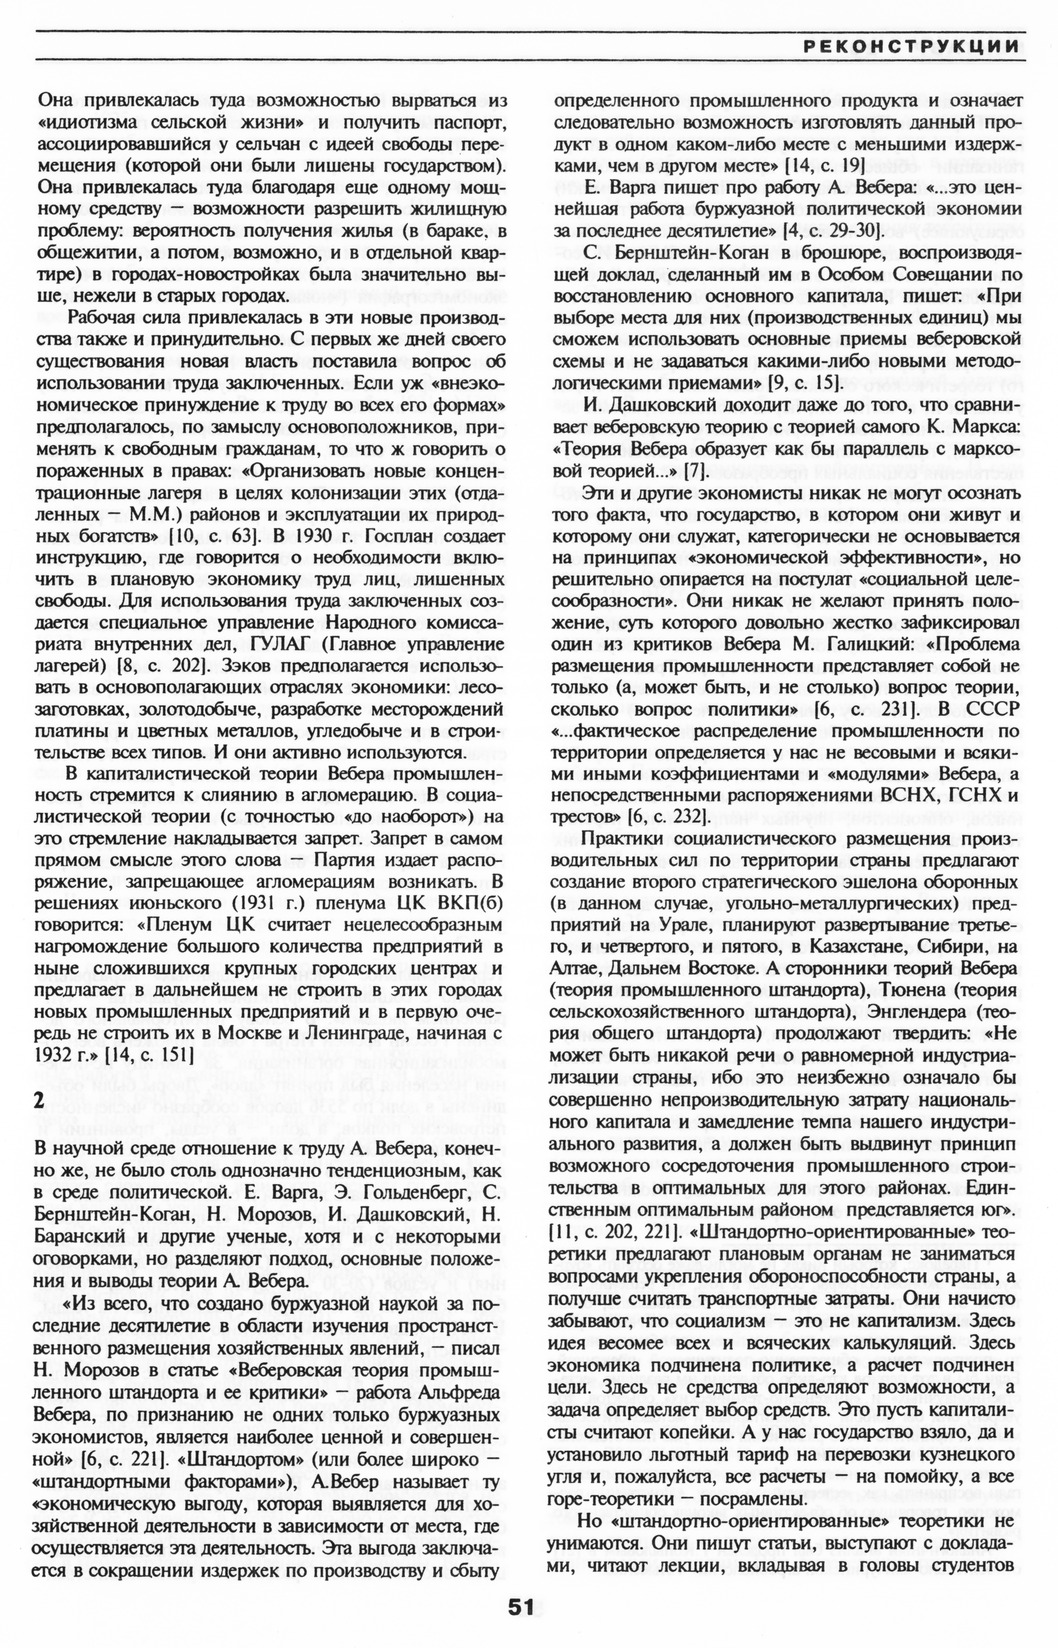 РЕКОНСТРУКЦИИ
Она привлекалась туда возможностью вырваться из
«идиотизма сельской жизни» и получить паспорт,
ассоциировавшийся у сельчан с идеей свободы пере-
мещения (которой они были лишены государством).
Она привлекалась туда благодаря еще одному мощ-
ному средству — возможности разрешить жилищную
проблему: вероятность получения жилья (в бараке, в
общежитии, а потом, возможно, и в отдельной квар-
тире) в городах-новостройках была значительно вы-
ше, нежели в старых городах.
Рабочая сила привлекалась в эти новые производ-
ства также и принудительно. С первых же дней своего
существования новая власть поставила вопрос об
использовании труда заключенных. Если уж «внеэко-
номическое принуждение к труду во всех его формах»
предполагалось, по замыслу основоположников, при-
менять к свободным гражданам, то что ж говорить о
пораженных в правах: «Организовать новые концен-
трационные лагеря в целях колонизации этих (отда-
ленных — М.М.) районов и эксплуатации их природ-
ных богатств» [10, с. 63]. В 1930 г. Госплан создает
инструкцию, где говорится о необходимости вклю-
чить в плановую экономику труд лиц, лишенных
свободы. Для использования труда заключенных соз-
дается специальное управление Народного комисса-
риата внутренних дел, ГУЛАГ (Главное управление
лагерей) [8, с. 202]. Зэков предполагается использо-
вать в основополагающих отраслях экономики: лесо-
заготовках, золотодобыче, разработке месторождений
платины и цветных металлов, угледобыче и в строи-
тельстве всех типов. И они активно используются.
В капиталистической теории Вебера промышлен-
ность стремится к слиянию в агломерацию. В социа-
листической теории (с точностью «до наоборот») на
это стремление накладывается запрет. Запрет в самом
прямом смысле этого слова — Партия издает распо-
ряжение, запрещающее агломерациям возникать. В
решениях июньского (1931 г.) пленума ЦК ВКП(б)
говорится: «Пленум ЦК считает нецелесообразным
нагромождение большого количества предприятий в
ныне сложившихся крупных городских центрах и
предлагает в дальнейшем не строить в этих городах
новых промышленных предприятий и в первую оче-
редь не строить их в Москве и Ленинграде, начиная с
1932 г.» [14, с. 151]
2
В научной среде отношение к труду А. Вебера, конеч-
но же, не было столь однозначно тенденциозным, как
в среде политической. Е. Варга, Э. Гольденберг, С.
Бернштейн-Коган, Н. Морозов, И. Дашковский, Н.
Баранский и другие ученые, хотя и с некоторыми
оговорками, но разделяют подход, основные положе-
ния и выводы теории А. Вебера.
«Из всего, что создано буржуазной наукой за по-
следние десятилетие в области изучения пространст-
венного размещения хозяйственных явлений, — писал
Н. Морозов в статье «Веберовская теория промыш-
ленного штандорта и ее критики» — работа Альфреда
Вебера, по признанию не одних только буржуазных
экономистов, является наиболее ценной и совершен-
ной» [6, с. 221]. «Штандортом» (или более широко —
«штандортными факторами»), А.Вебер называет ту
«экономическую выгоду, которая выявляется для хо-
зяйственной деятельности в зависимости от места, где
осуществляется эта деятельность. Эта выгода заключа-
ется в сокращении издержек по производству и сбыту
определенного промышленного продукта и означает
следовательно возможность изготовлять данный про-
дукт в одном каком-либо месте с меньшими издерж-
ками, чем в другом месте» [14, с. 19]
Е. Варга пишет про работу А. Вебера: «...это цен-
нейшая работа буржуазной политической экономии
за последнее десятилетие» [4, с. 29-30].
С. Бернштейн-Коган в брошюре, воспроизводя-
щей доклад, сделанный им в Особом Совещании по
восстановлению основного капитала, пишет: «При
выборе места для них (производственных единиц) мы
сможем использовать основные приемы веберовской
схемы и не задаваться какими-либо новыми методо-
логическими приемами» [9, с. 15].
И. Дашковский доходит даже до того, что сравни-
вает веберовскую теорию с теорией самого К. Маркса:
«Теория Вебера образует как бы параллель с марксо-
вой теорией...» [7].
Эти и другие экономисты никак не могут осознать
того факта, что государство, в котором они живут и
которому они служат, категорически не основывается
на принципах «экономической эффективности», но
решительно опирается на постулат «социальной целе-
сообразности». Они никак не желают принять поло-
жение, суть которого довольно жестко зафиксировал
один из критиков Вебера М. Галицкий: «Проблема
размещения промышленности представляет собой не
только (а, может быть, и не столько) вопрос теории,
сколько вопрос политики» [6, с. 231]. В СССР
«...фактическое распределение промышленности по
территории определяется у нас не весовыми и всяки-
ми иными коэффициентами и «модулями» Вебера, а
непосредственными распоряжениями ВСНХ, ГСНХ и
трестов» [6, с. 232].
Практики социалистического размещения произ-
водительных сил по территории страны предлагают
создание второго стратегического эшелона оборонных
(в данном случае, угольно-металлургических) пред-
приятий на Урале, планируют развертывание третье-
го, и четвертого, и пятого, в Казахстане, Сибири, на
Алтае, Дальнем Востоке. А сторонники теорий Вебера
(теория промышленного штандорта), Тюнена (теория
сельскохозяйственного штандорта), Энглендера (тео-
рия общего штандорта) продолжают твердить: «Не
может быть никакой речи о равномерной индустриа-
лизации страны, ибо это неизбежно означало бы
совершенно непроизводительную затрату националь-
ного капитала и замедление темпа нашего индустри-
ального развития, а должен быть выдвинут принцип
возможного сосредоточения промышленного строи-
тельства в оптимальных для этого районах. Един-
ственным оптимальным районом представляется юг».
[11, с. 202, 221]. «Штандортно-ориентированные» тео-
ретики предлагают плановым органам не заниматься
вопросами укрепления обороноспособности страны, а
получше считать транспортные затраты. Они начисто
забывают, что социализм — это не капитализм. Здесь
идея весомее всех и всяческих калькуляций. Здесь
экономика подчинена политике, а расчет подчинен
цели. Здесь не средства определяют возможности, а
задача определяет выбор средств. Это пусть капитали-
сты считают копейки. А у нас государство взяло, да и
установило льготный тариф на перевозки кузнецкого
угля и, пожалуйста, все расчеты — на помойку, а все
горе-теоретики — посрамлены.
Но «штандортно-ориентированные» теоретики не
унимаются. Они пишут статьи, выступают с доклада-
ми, читают лекции, вкладывая в головы студентов
51